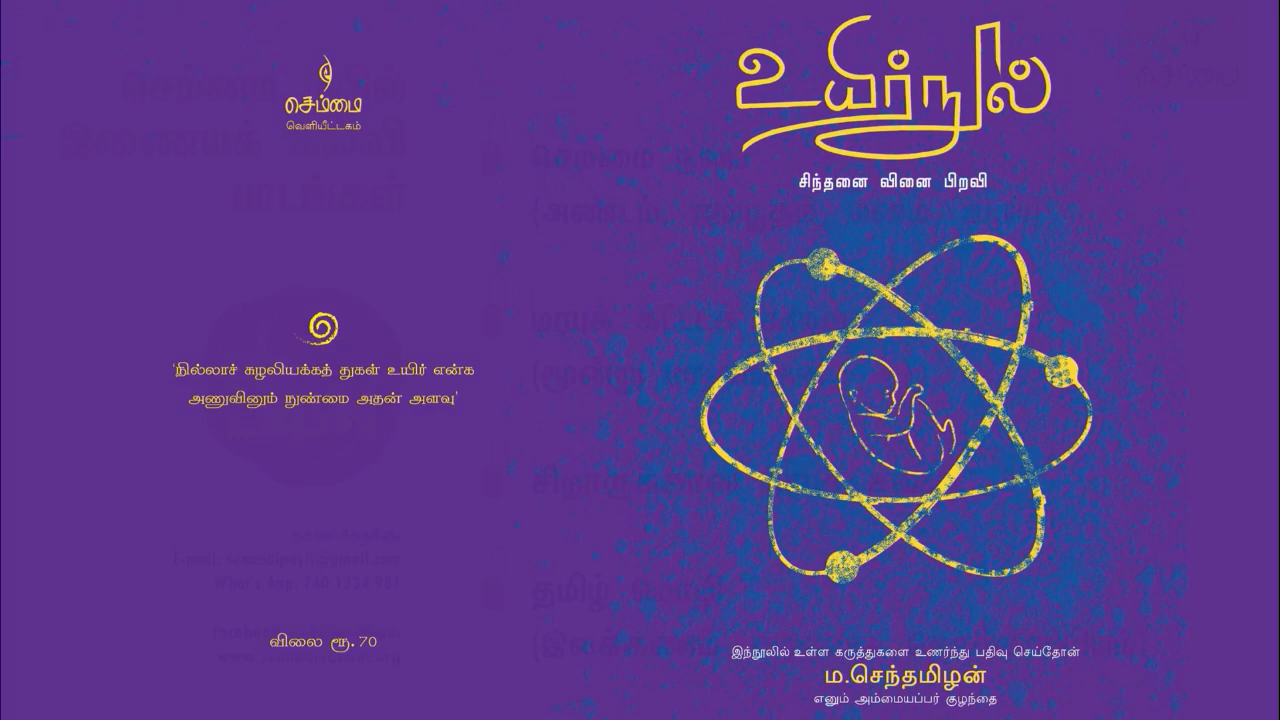 செம்மை
வெளியீட்டகம்
'நில்லாச் சுழலியக்கத் துகள் உயிர் என்க
அணுவினும் நுண்மை அதன் அளவு'
விலை ரூ. 70
உயிர்நூல்
சிந்தனை வினை பிறவி
இந்நூலில் உள்ள கருத்துகளை உணர்ந்து பதிவு செய்தோன்
ம.செந்தமிழன்
எனும் அம்மையப்பர் குழந்தை